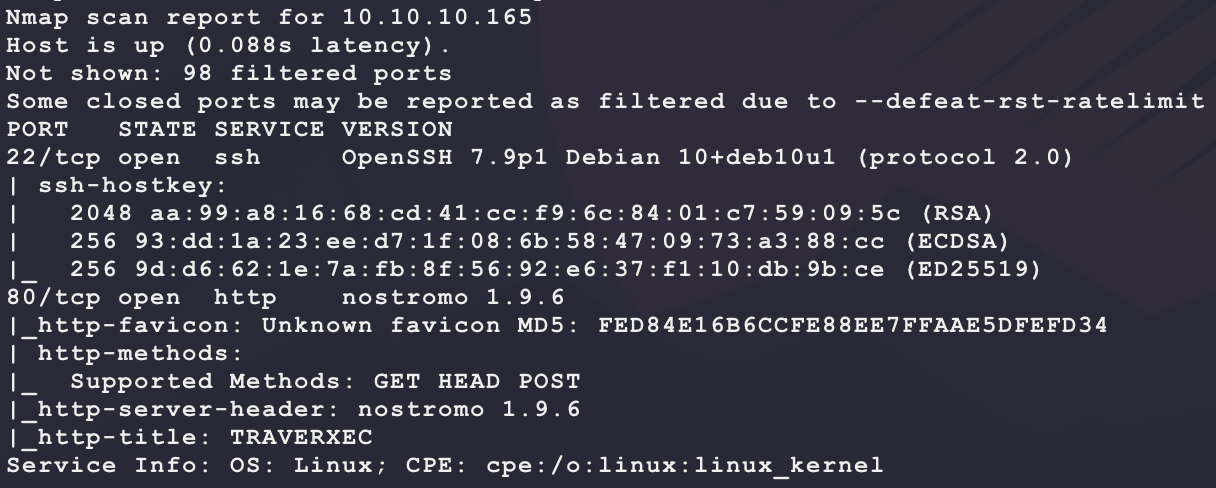 Nmap scan report for 10.10.10.165
Host is up (0.088s latency).
Not shown: 98 filtered ports
Some closed ports may be reported as filtered due to --defeat-rst-ratelimit
PORT   STATE SERVICE VERSION
22/tcp open  ssh     OpenSSH 7.9p1 Debian 10+deb10u1 (protocol 2.0)
| ssh-hostkey:
|   2048 aa:99:a8:16:68:cd:41:cc:f9:6c:84:01:c7:59:09:5c (RSA)
|   256 93:dd:1a:23:ee:d7:1f:08:6b:58:47:09:73:a3:88:cc (ECDSA)
|_  256 9d:d6:62:1e:7a:fb:8f:56:92:e6:37:f1:10:db:9b:ce (ED25519)
80/tcp open  http    nostromo 1.9.6
|_http-favicon: Unknown favicon MD5: FED84E16B6CCFE88EE7FFAAE5DFEFD34
| http-methods:
|_  Supported Methods: GET HEAD POST
|_http-server-header: nostromo 1.9.6
|_http-title: TRAVERXEC
Service Info: OS: Linux; CPE: cpe:/o:linux:linux_kernel